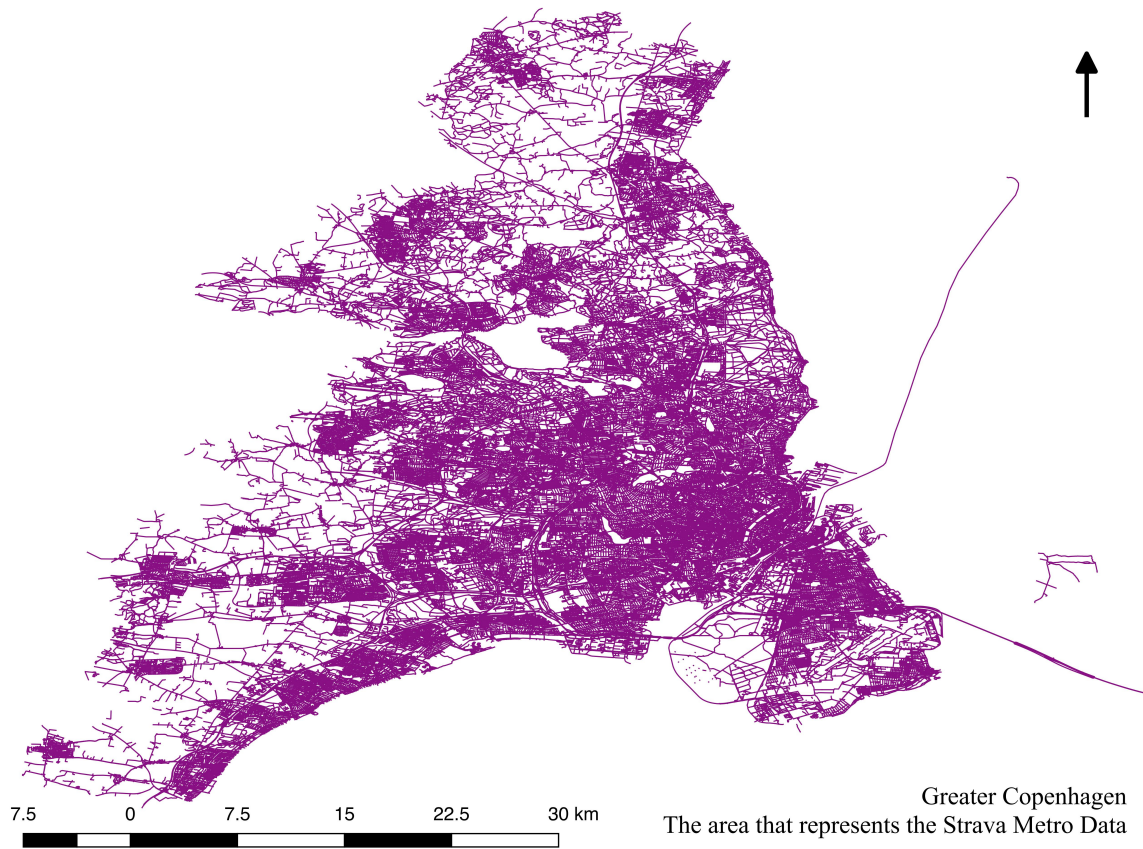 7.5 0 7.5 15 22.5 30 km
Greater Copenhagen
The area that represents the Strava Metro Data